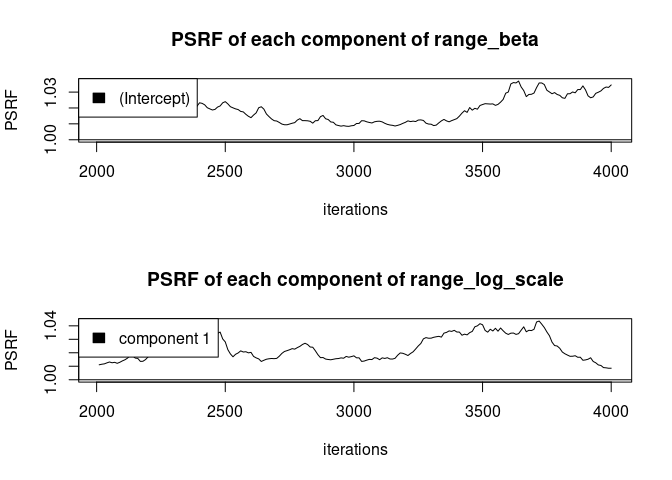 PSRF of each component of range_beta
PSRF
1.03
1.00
(Intercept)
2000 2500 3000 3500 4000
iterations
PSRF of each component of range_log_scale
PSRF
1.04
1.00
component 1
2000 2500 3000 3500 4000
iterations